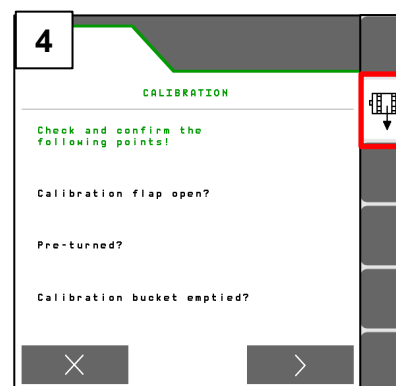 4
CALIBRATION
Check and confirm the
following points!
Calibration flap open?
Pre-turned?
Calibration bucket emptied?